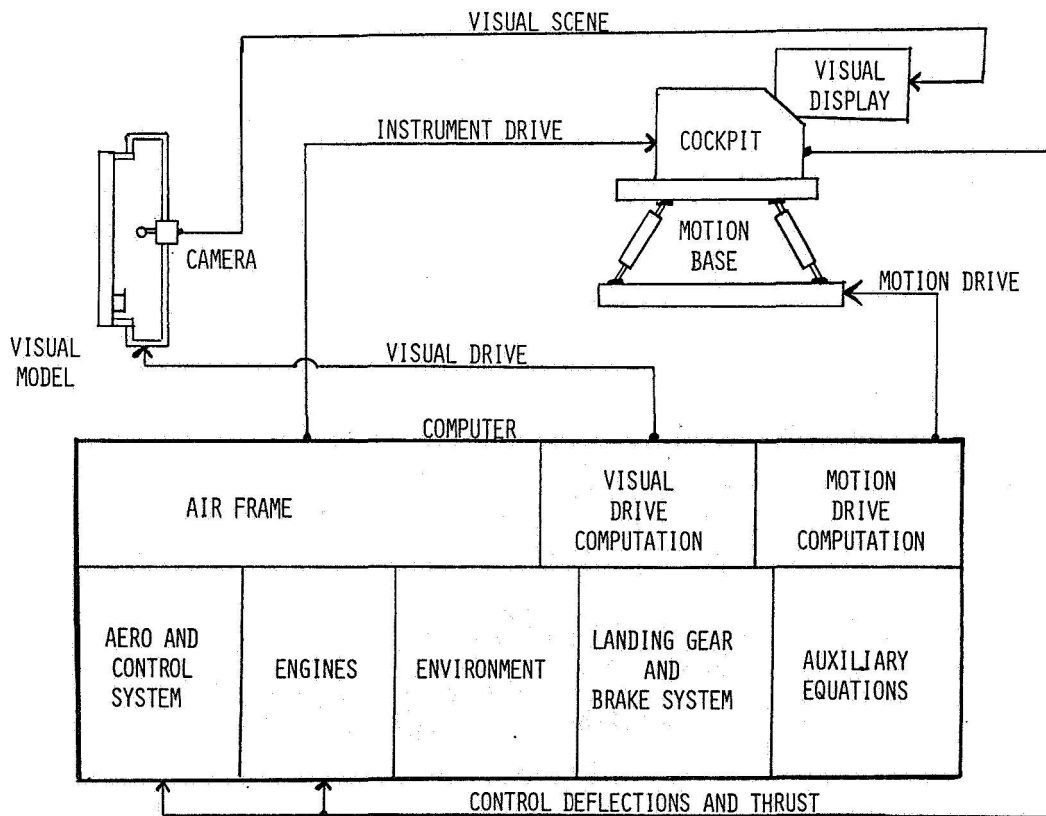 VISUAL SCENE
VISUAL
DISPLAY
INSTRUMENT DRIVE
COCKPIT
CAMERA
MOTION
BASE
MOTION DRIVE
VISUAL
MODEL
VISUAL DRIVE
COMPUTER
AIR FRAME
VISUAL
DRIVE
COMPUTATION
MOTION
DRIVE
COMPUTATION
AERO AND
CONTROL
SYSTEM
ENGINES
ENVIRONMENT
LANDING GEAR
AND
BRAKE SYSTEM
AUXILIARY
EQUATIONS
CONTROL DEFLECTIONS AND THRUST